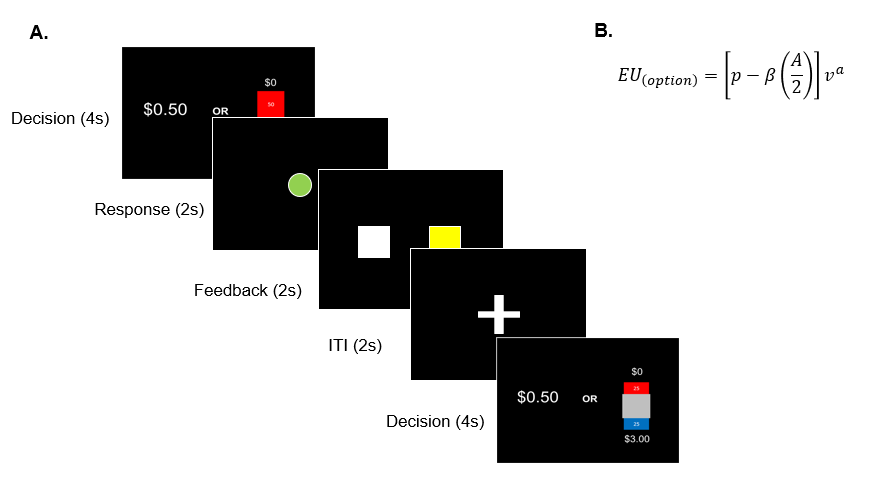 A.
B.
EU(option) = [p − β (A/2)] vᵃ
Decision (4s)
$0.50
OR
$0
50
Response (2s)
Feedback (2s)
ITI (2s)
Decision (4s)
$0.50
OR
$0
25
25
$3.00